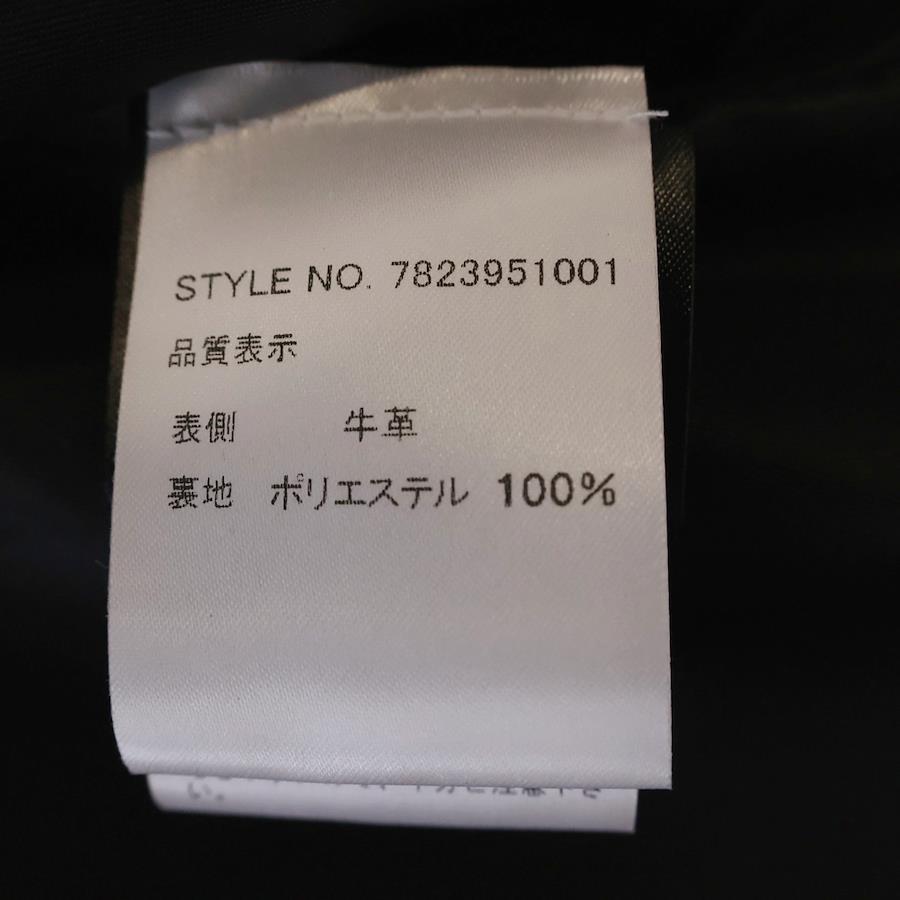 STYLE NO. 7823951001
品質表示
表側 牛革
裏地 ポリエステル 100%
い.